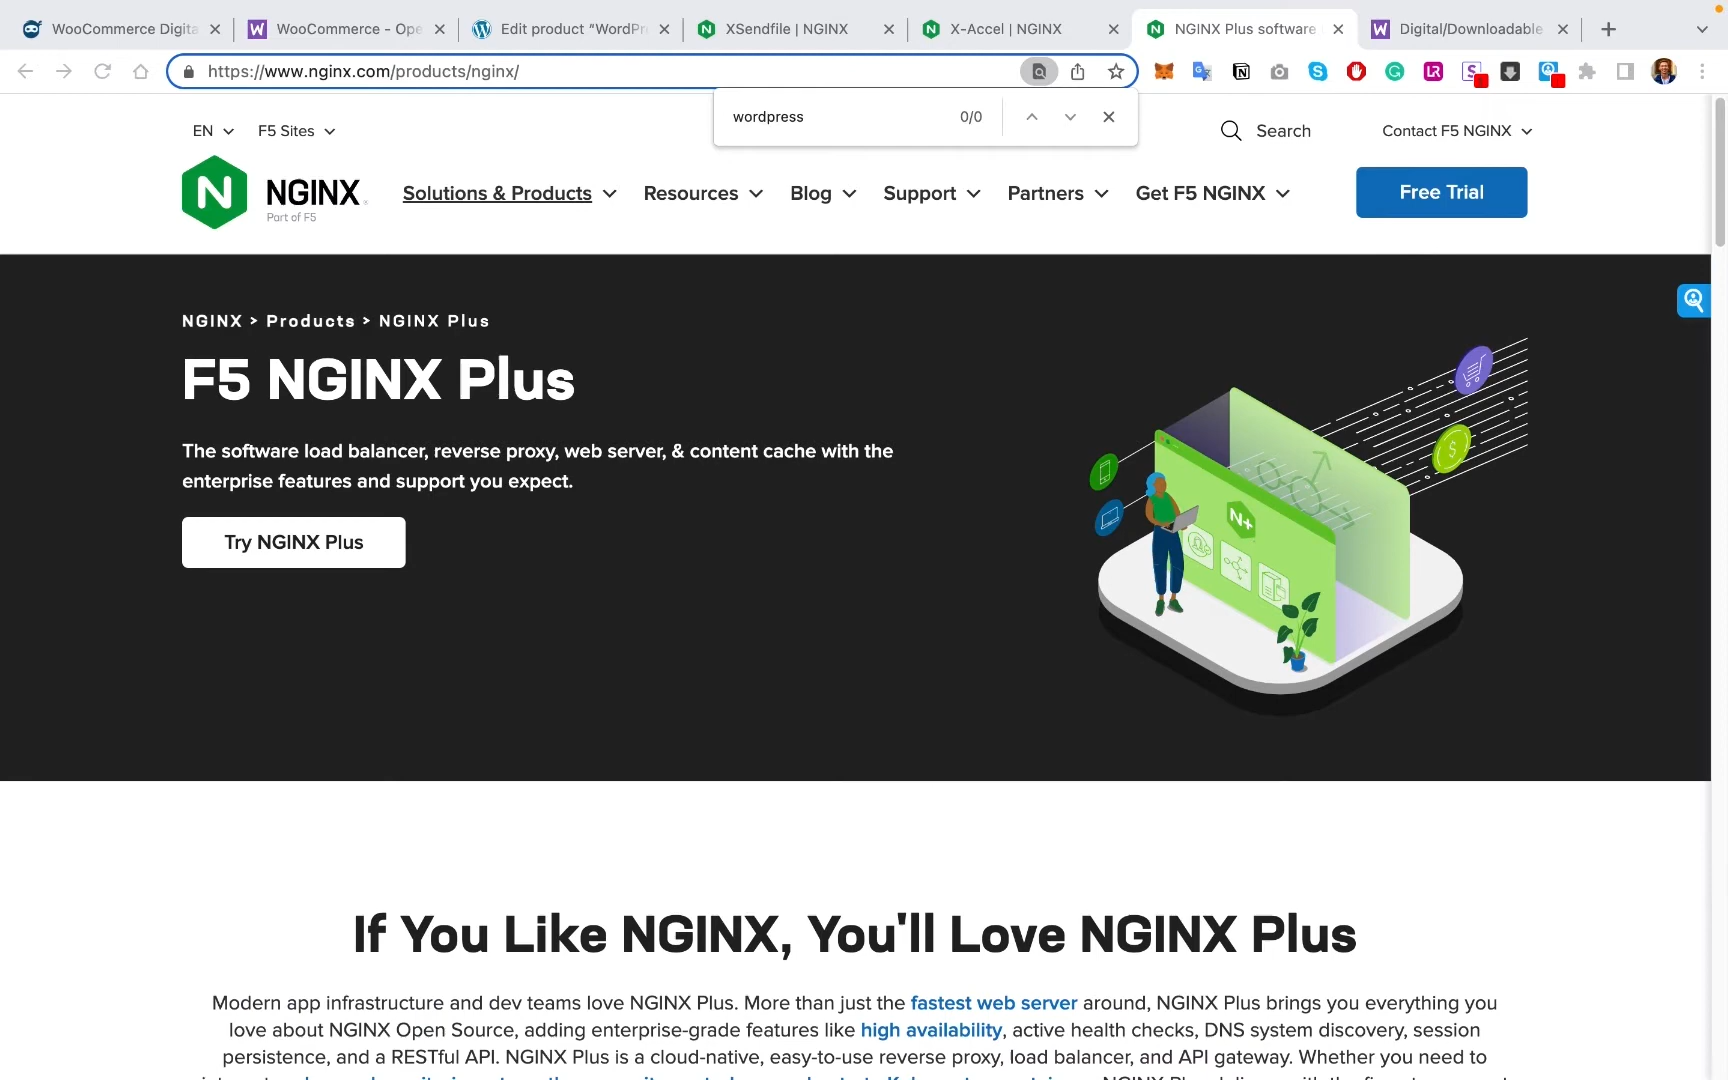 WooCommerce Digita
WooCommerce - Ope
Edit product “WordPr
XSendfile | NGINX
X-Accel | NGINX
NGINX Plus software
Digital/Downloadable
https://www.nginx.com/products/nginx/
wordpress 0/0
EN
F5 Sites
Search
Contact F5 NGINX
NGINX
Part of F5
Solutions & Products
Resources
Blog
Support
Partners
Get F5 NGINX
Free Trial
NGINX > Products > NGINX Plus
F5 NGINX Plus
The software load balancer, reverse proxy, web server, & content cache with the
enterprise features and support you expect.
Try NGINX Plus
N+
If You Like NGINX, You'll Love NGINX Plus
Modern app infrastructure and dev teams love NGINX Plus. More than just the fastest web server around, NGINX Plus brings you everything you
love about NGINX Open Source, adding enterprise-grade features like high availability, active health checks, DNS system discovery, session
persistence, and a RESTful API. NGINX Plus is a cloud-native, easy-to-use reverse proxy, load balancer, and API gateway. Whether you need to